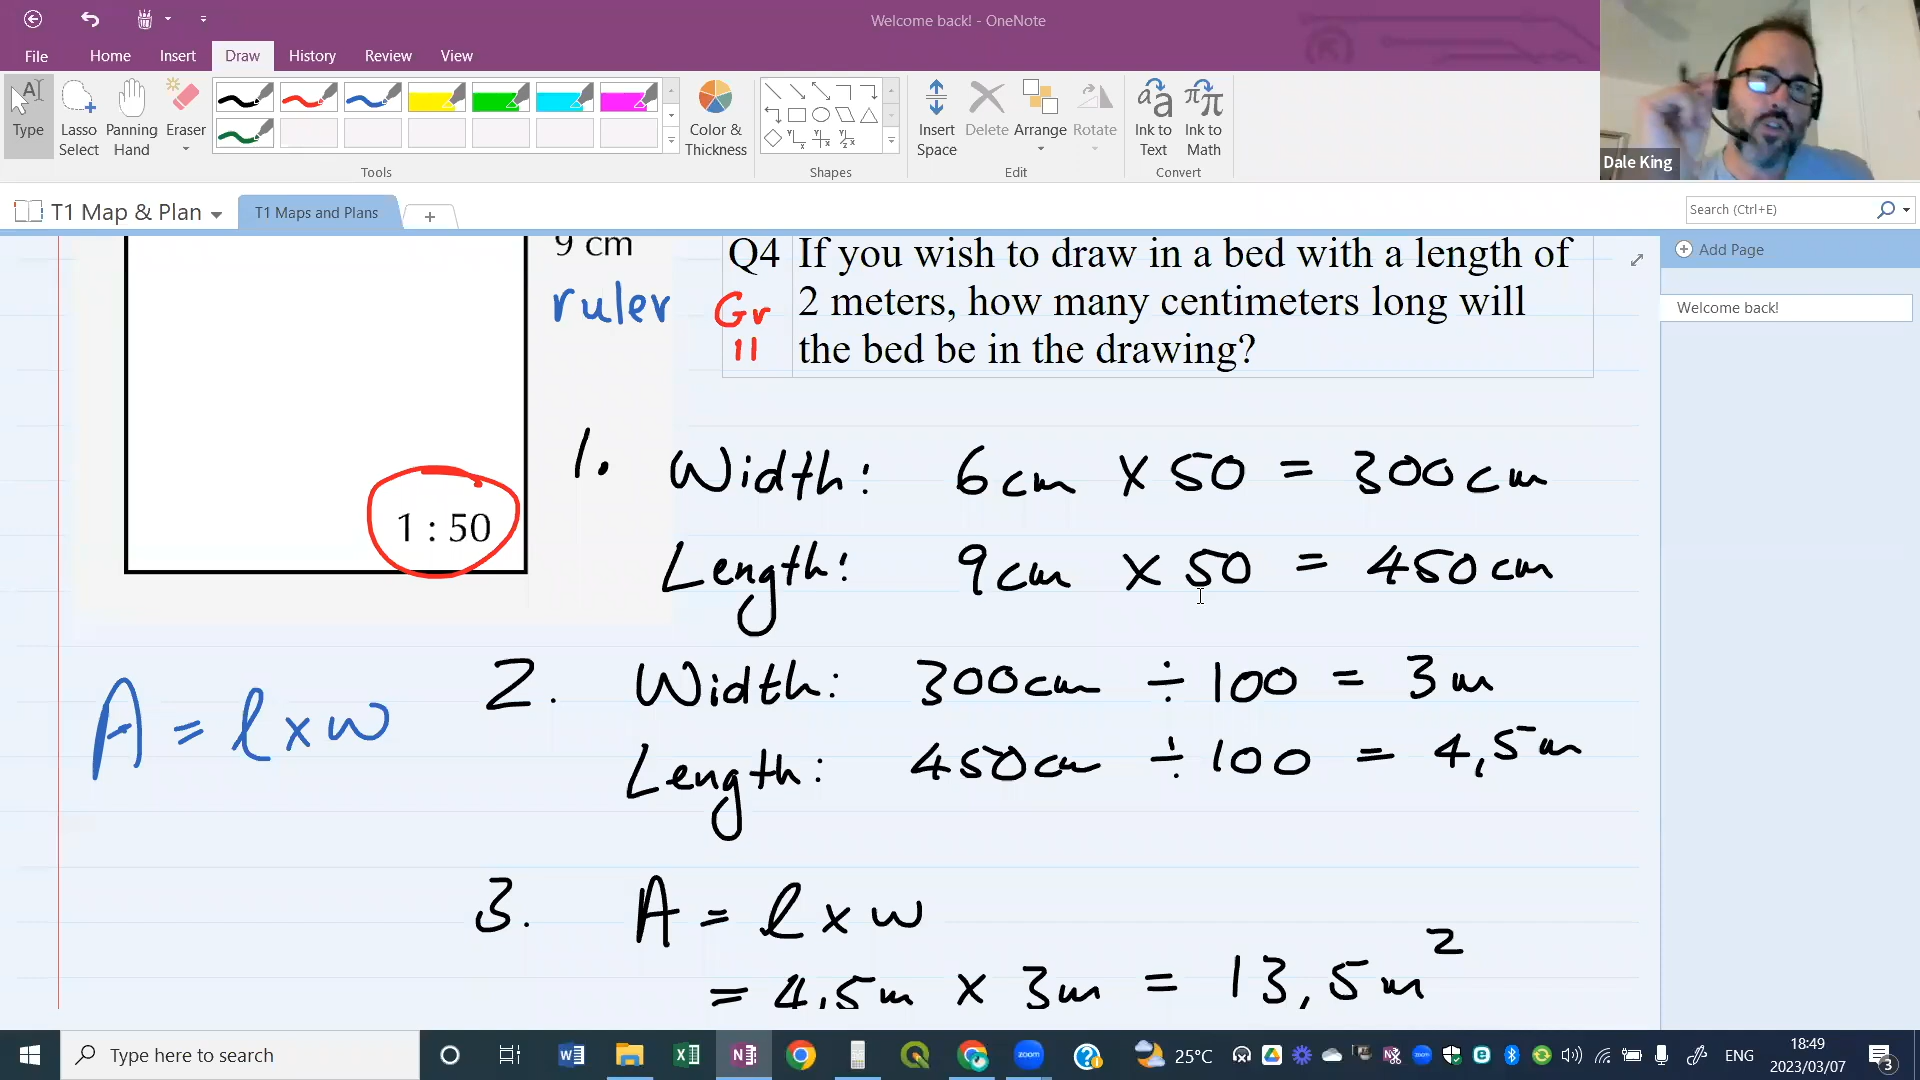 Welcome back! - OneNote
File Home Insert Draw History Review View
Type
Lasso Select
Panning Hand
Eraser
Color & Thickness
Insert Space
Delete
Arrange
Rotate
Ink to Text
Ink to Math
Tools
Shapes
Edit
Convert
Dale King
T1 Map & Plan
T1 Maps and Plans
+
Search (Ctrl+E)
Add Page
Welcome back!
9 cm
ruler
Q4 If you wish to draw in a bed with a length of
Gr 2 meters, how many centimeters long will
11 the bed be in the drawing?
1 : 50
1. Width: 6cm × 50 = 300cm
Length: 9cm × 50 = 450cm
A = l × w
2. Width: 300cm ÷ 100 = 3m
Length: 450cm ÷ 100 = 4,5m
3. A = l × w
= 4,5m × 3m = 13,5m²
Type here to search
zoom
25°C
ENG
18:49
2023/03/07
3